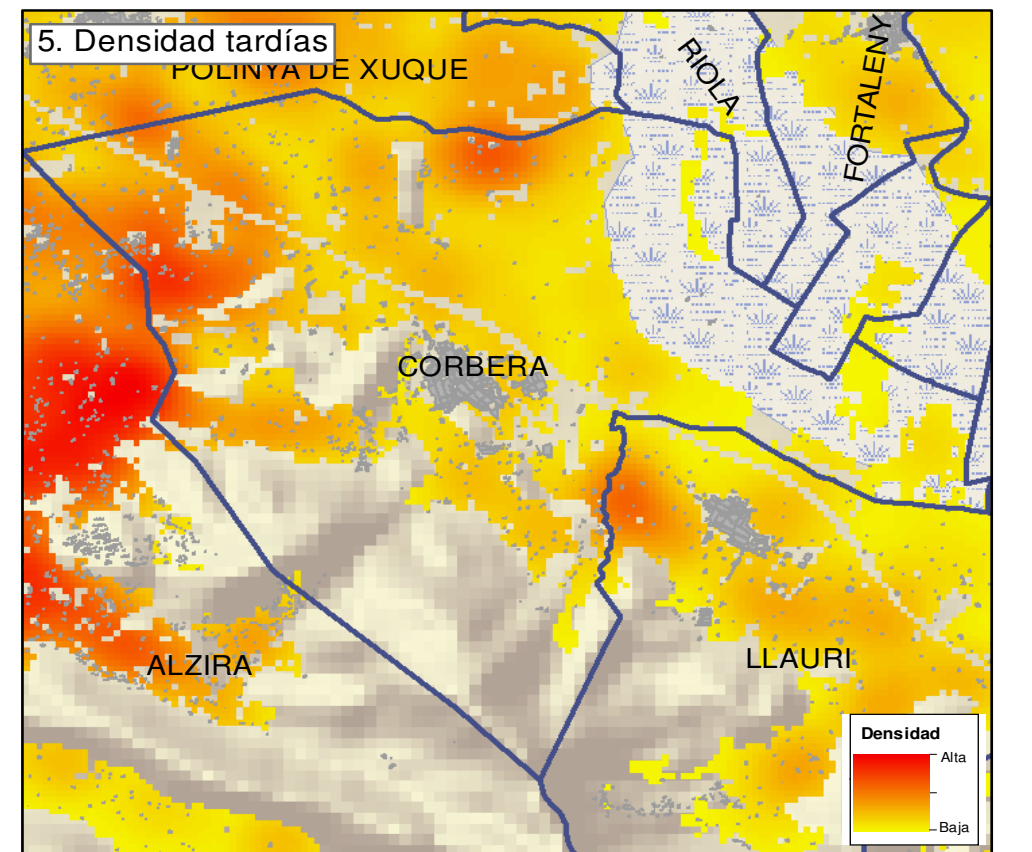 5. Densidad tardías
POLINYA DE XUQUE
RIOLA
FORTALENY
CORBERA
ALZIRA
LLAURI
Densidad
Alta
Baja